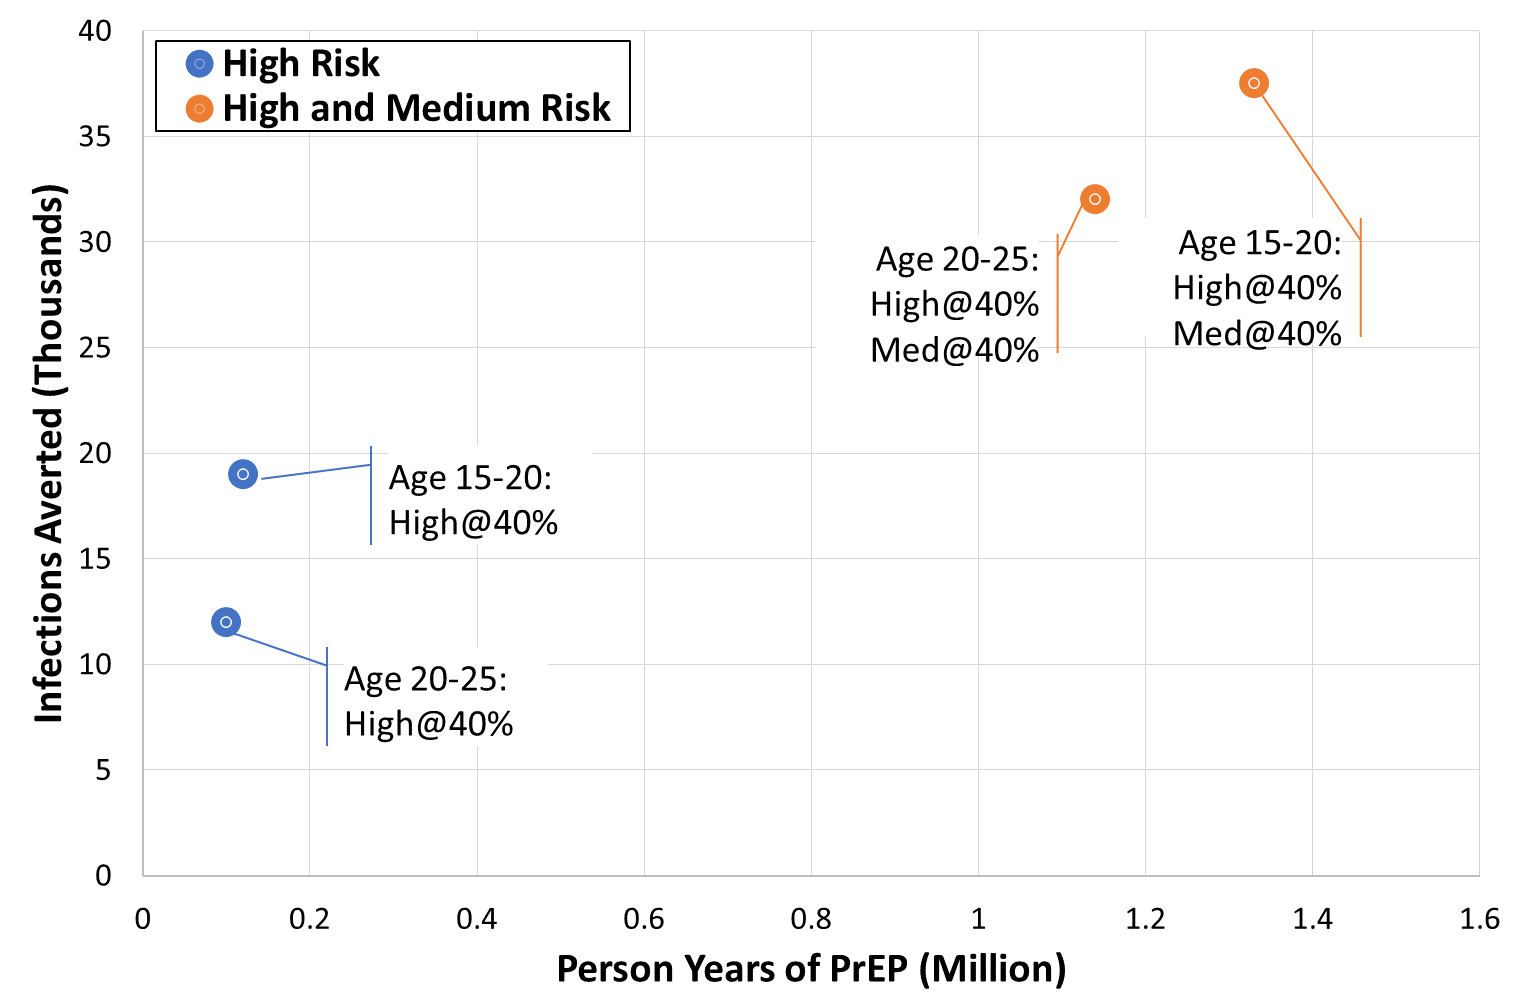 High Risk
High and Medium Risk
Infections Averted (Thousands)
40
35
30
25
20
15
10
5
0
Age 20-25:
High@40%
Med@40%
Age 15-20:
High@40%
Med@40%
Age 15-20:
High@40%
Age 20-25:
High@40%
0 0.2 0.4 0.6 0.8 1 1.2 1.4 1.6
Person Years of PrEP (Million)